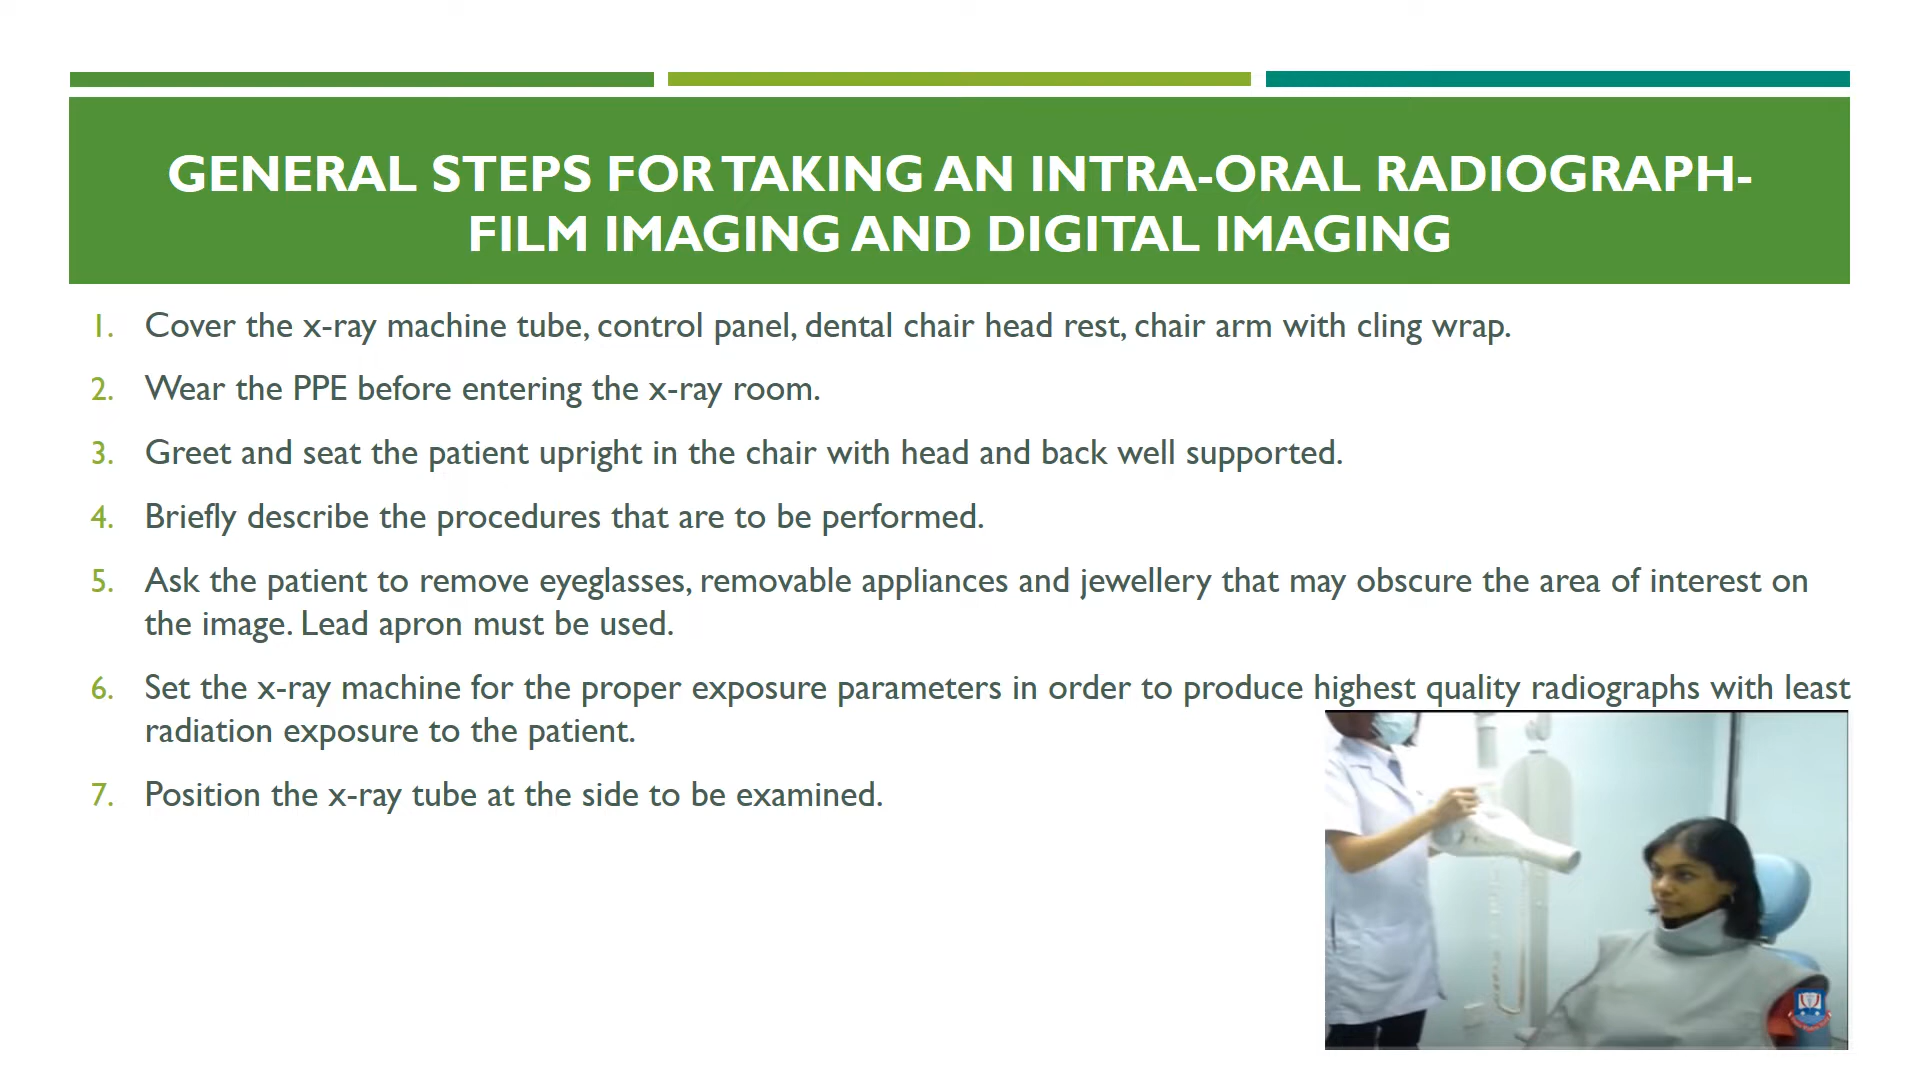 GENERAL STEPS FOR TAKING AN INTRA-ORAL RADIOGRAPH-
FILM IMAGING AND DIGITAL IMAGING
1. Cover the x-ray machine tube, control panel, dental chair head rest, chair arm with cling wrap.
2. Wear the PPE before entering the x-ray room.
3. Greet and seat the patient upright in the chair with head and back well supported.
4. Briefly describe the procedures that are to be performed.
5. Ask the patient to remove eyeglasses, removable appliances and jewellery that may obscure the area of interest on
the image. Lead apron must be used.
6. Set the x-ray machine for the proper exposure parameters in order to produce highest quality radiographs with least
radiation exposure to the patient.
7. Position the x-ray tube at the side to be examined.